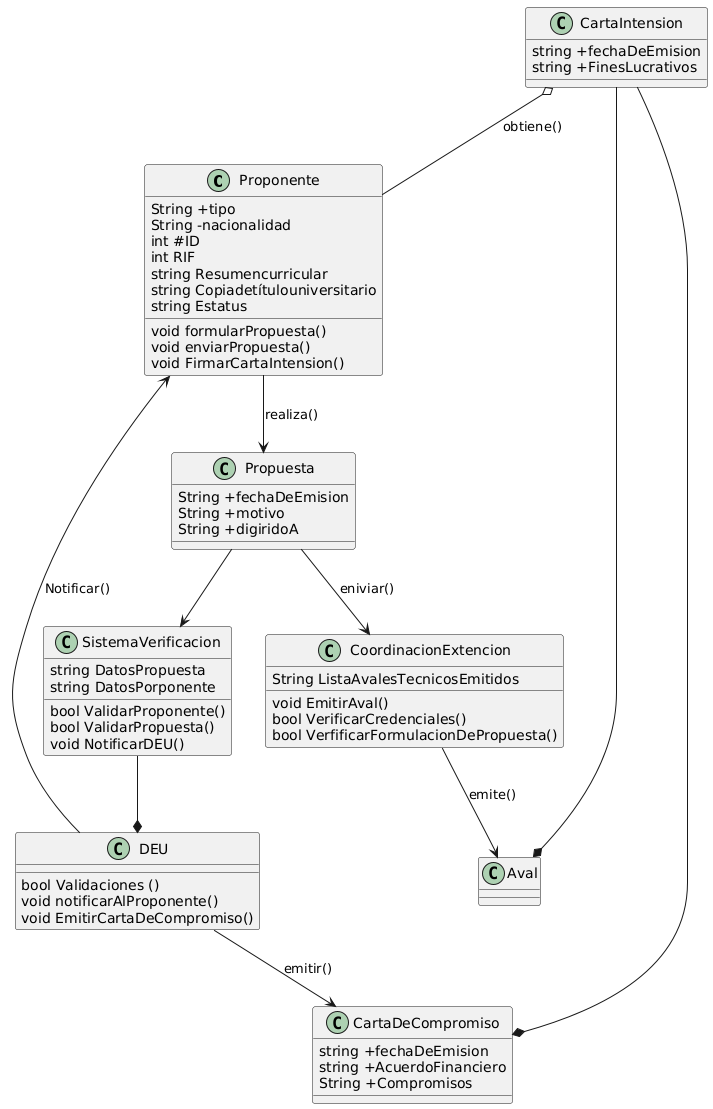 C CartaIntension
string +fechaDeEmision
string +FinesLucrativos
obtiene()
C Proponente
String +tipo
String -nacionalidad
int #ID
int RIF
string Resumencurricular
string Copiadetítulouniversitario
string Estatus
void formularPropuesta()
void enviarPropuesta()
void FirmarCartaIntension()
realiza()
C Propuesta
String +fechaDeEmision
String +motivo
String +digiridoA
Notificar()
eniviar()
C SistemaVerificacion
string DatosPropuesta
string DatosPorponente
bool ValidarProponente()
bool ValidarPropuesta()
void NotificarDEU()
C CoordinacionExtencion
String ListaAvalesTecnicosEmitidos
void EmitirAval()
bool VerificarCredenciales()
bool VerfificarFormulacionDePropuesta()
emite()
C DEU
bool Validaciones ()
void notificarAlProponente()
void EmitirCartaDeCompromiso()
C Aval
emitir()
C CartaDeCompromiso
string +fechaDeEmision
string +AcuerdoFinanciero
String +Compromisos